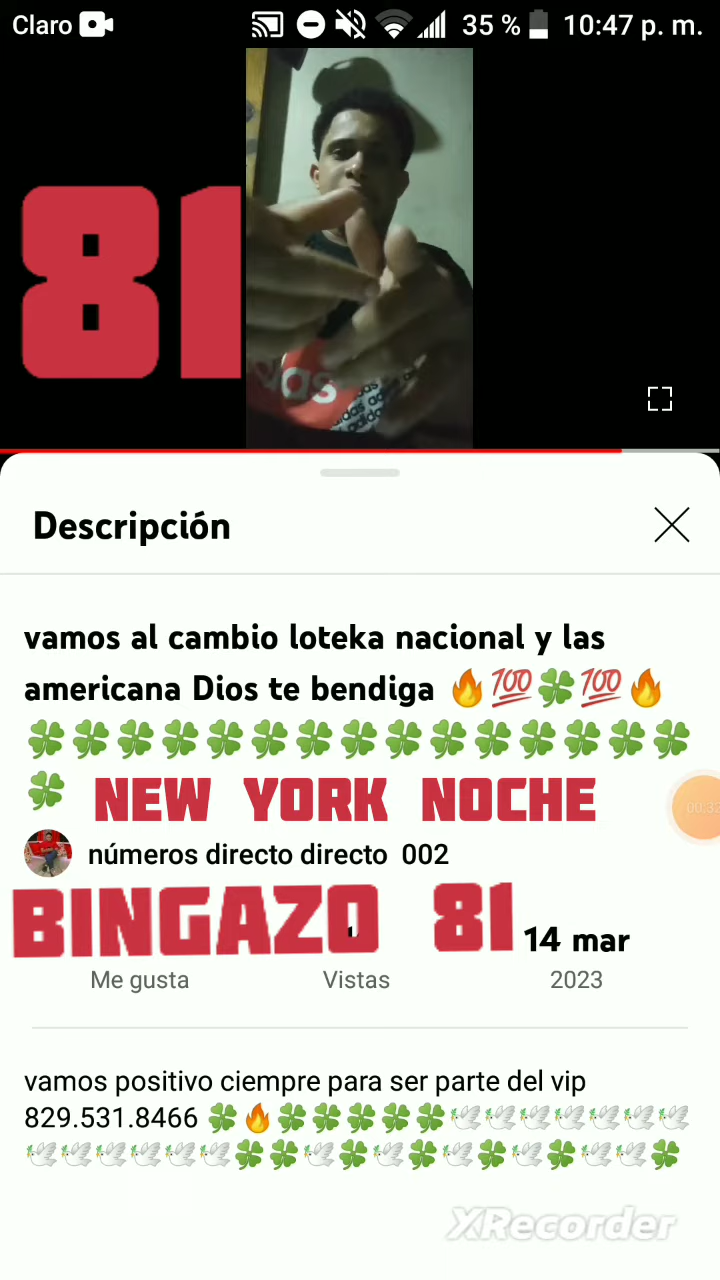 Claro
35 %
10:47 p. m.
81
adidas
Descripción
vamos al cambio loteka nacional y las
americana Dios te bendiga 🔥💯🍀💯🔥
🍀🍀🍀🍀🍀🍀🍀🍀🍀🍀🍀🍀🍀🍀🍀
🍀 NEW YORK NOCHE
números directo directo 002
BINGAZO 81
14 mar
Me gusta
Vistas
2023
vamos positivo ciempre para ser parte del vip
829.531.8466 🍀🔥🍀🍀🍀🍀🍀🕊🕊🕊🕊🕊🕊🕊
🕊🕊🕊🕊🕊🕊🍀🍀🕊🍀🕊🍀🕊🍀🕊🍀🕊🕊🍀
XRecorder